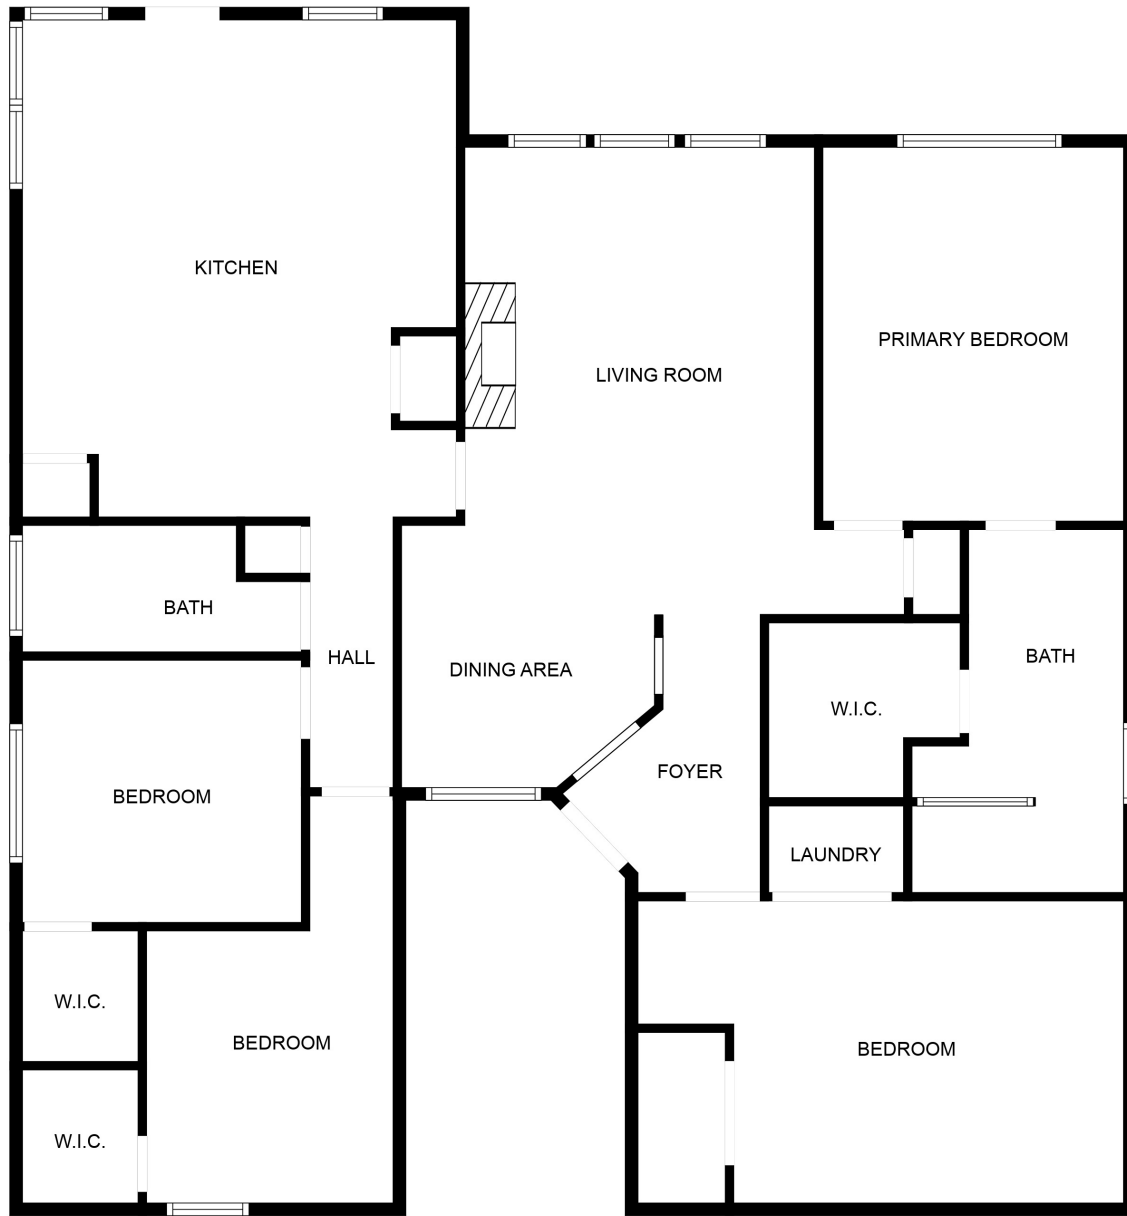 KITCHEN
PRIMARY BEDROOM
LIVING ROOM
BATH
HALL
BATH
DINING AREA
W.I.C.
FOYER
BEDROOM
LAUNDRY
W.I.C.
BEDROOM
BEDROOM
W.I.C.